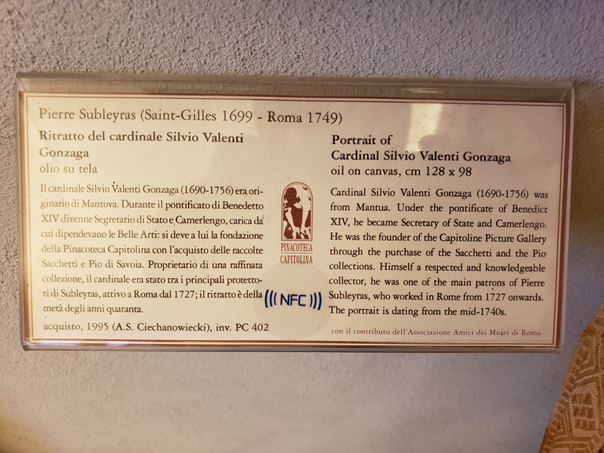 Pierre Subleyras (Saint-Gilles 1699 - Roma 1749)
Ritratto del cardinale Silvio Valenti
Gonzaga
olio su tela
Il cardinale Silvio Valenti Gonzaga (1690-1756) era ori-
ginario di Mantova. Durante il pontificato di Benedetto
XIV divenne Segretario di Stato e Camerlengo, carica da
cui dipendevano le Belle Arti: si deve a lui la fondazione
della Pinacoteca Capitolina con l'acquisto delle raccolte
Sacchetti e Pio di Savoia. Proprietario di una raffinata
collezione, il cardinale era stato tra i principali protetto-
ri di Subleyras, attivo a Roma dal 1727; il ritratto è della
metà degli anni quaranta.
acquisto, 1995 (A.S. Ciechanowiecki), inv. PC 402
PINACOTECA
CAPITOLINA
((( NFC )))
Portrait of
Cardinal Silvio Valenti Gonzaga
oil on canvas, cm 128 x 98
Cardinal Silvio Valenti Gonzaga (1690-1756) was
from Mantua. Under the pontificate of Benedict
XIV, he became Secretary of State and Camerlengo.
He was the founder of the Capitoline Picture Gallery
through the purchase of the Sacchetti and the Pio
collections. Himself a respected and knowledgeable
collector, he was one of the main patrons of Pierre
Subleyras, who worked in Rome from 1727 onwards.
The portrait is dating from the mid-1740s.
con il contributo dell'Associazione Amici dei Musei di Roma